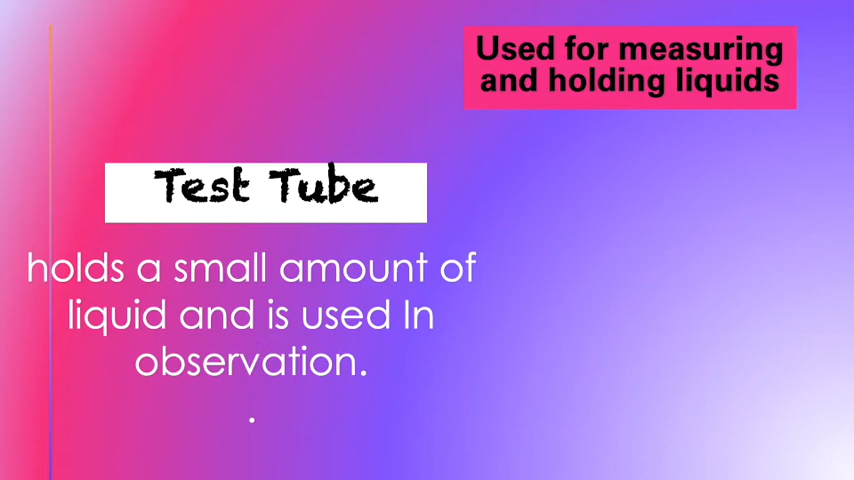 Used for measuring
and holding liquids
Test Tube
holds a small amount of
liquid and is used In
observation.
.